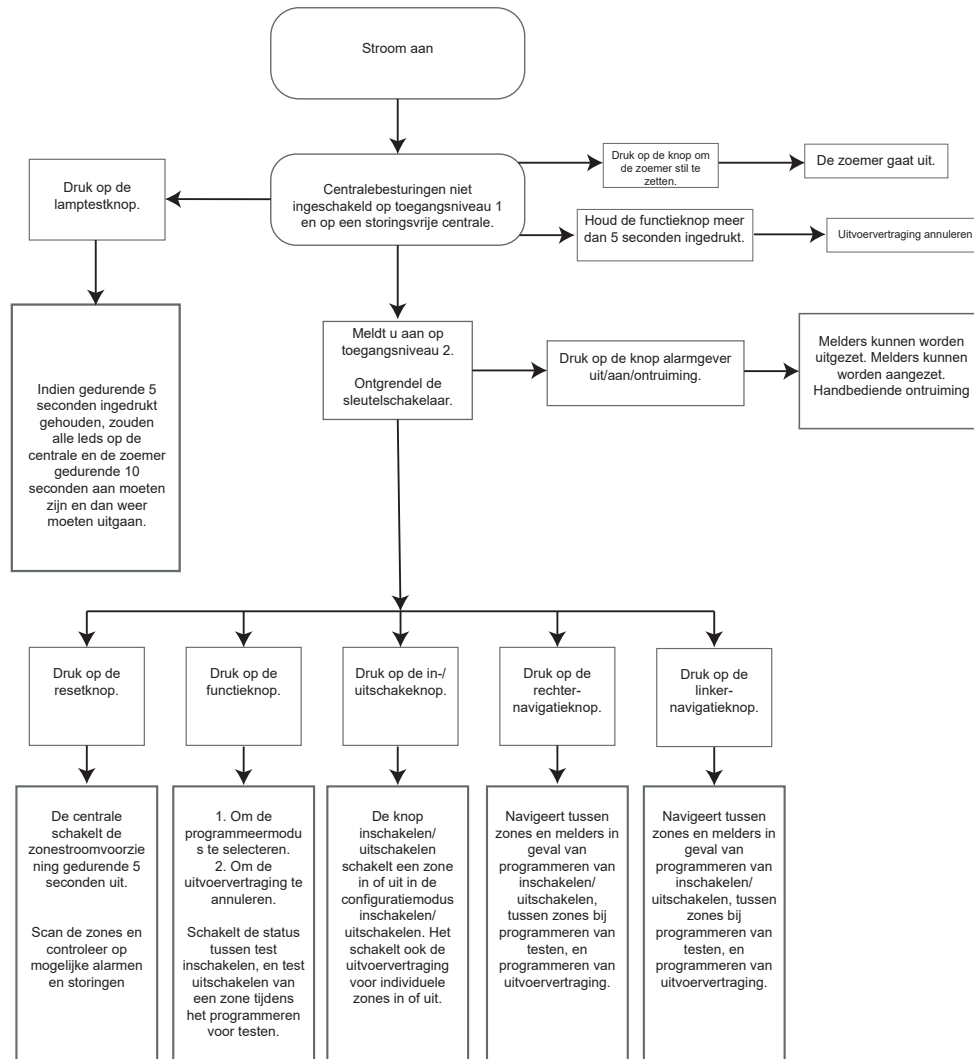 Stroom aan
Druk op de
lamptestknop.
Centralebesturingen niet
ingeschakeld op toegangsniveau 1
en op een storingsvrije centrale.
Druk op de knop om
de zoemer stil te
zetten.
De zoemer gaat uit.
Houd de functieknop meer
dan 5 seconden ingedrukt.
Uitvoervertraging annuleren
Indien gedurende 5
seconden ingedrukt
gehouden, zouden
alle leds op de
centrale en de zoemer
gedurende 10
seconden aan moeten
zijn en dan weer
moeten uitgaan.
Meldt u aan op
toegangsniveau 2.
Ontgrendel de
sleutelschakelaar.
Druk op de knop alarmgever
uit/aan/ontruiming.
Melders kunnen worden
uitgezet. Melders kunnen
worden aangezet.
Handbediende ontruiming
Druk op de
resetknop.
Druk op de
functieknop.
Druk op de in-/
uitschakeknop.
Druk op de
rechter-
navigatieknop.
Druk op de
linker-
navigatieknop.
De centrale
schakelt de
zonestroomvoorzie
ning gedurende 5
seconden uit.
Scan de zones en
controleer op
mogelijke alarmen
en storingen
1. Om de
programmeermodu
s te selecteren.
2. Om de
uitvoervertraging te
annuleren.
Schakelt de status
tussen test
inschakelen, en test
uitschakelen van
een zone tijdens
het programmeren
voor testen.
De knop
inschakelen/
uitschakelen
schakelt een zone
in of uit in de
configuratiemodus
inschakelen/
uitschakelen. Het
schakelt ook de
uitvoervertraging
voor individuele
zones in of uit.
Navigeert tussen
zones en melders in
geval van
programmeren van
inschakelen/
uitschakelen,
tussen zones bij
programmeren van
testen, en
programmeren van
uitvoervertraging.
Navigeert tussen
zones en melders in
geval van
programmeren van
inschakelen/
uitschakelen, tussen
zones bij
programmeren van
testen, en
programmeren van
uitvoervertraging.